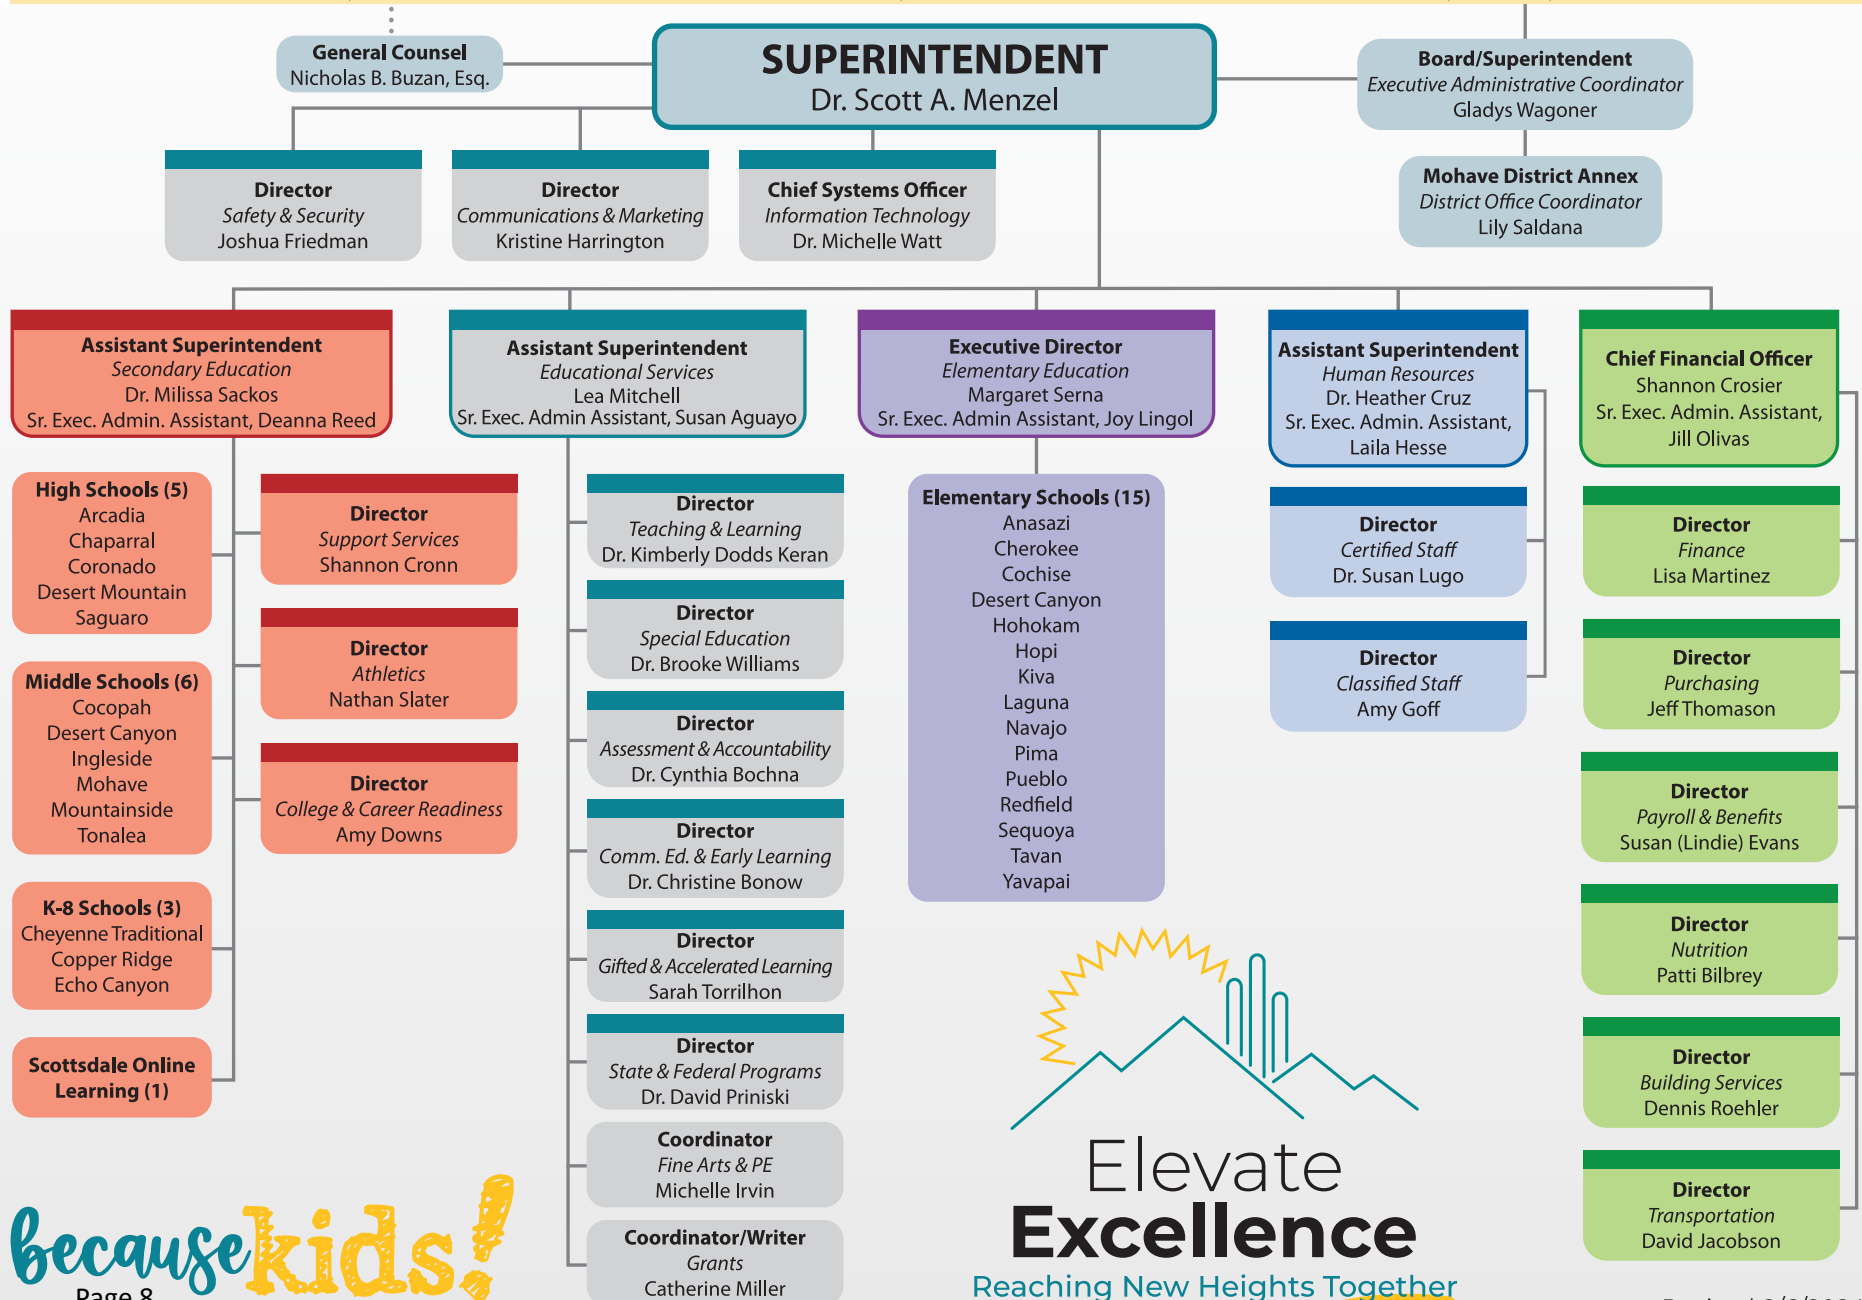 General Counsel
Nicholas B. Buzan, Esq.
SUPERINTENDENT
Dr. Scott A. Menzel
Board/Superintendent
Executive Administrative Coordinator
Gladys Wagoner
Mohave District Annex
District Office Coordinator
Lily Saldana
Director
Safety & Security
Joshua Friedman
Director
Communications & Marketing
Kristine Harrington
Chief Systems Officer
Information Technology
Dr. Michelle Watt
Assistant Superintendent
Secondary Education
Dr. Milissa Sackos
Sr. Exec. Admin. Assistant, Deanna Reed
High Schools (5)
Arcadia
Chaparral
Coronado
Desert Mountain
Saguaro
Middle Schools (6)
Cocopah
Desert Canyon
Ingleside
Mohave
Mountainside
Tonalea
K-8 Schools (3)
Cheyenne Traditional
Copper Ridge
Echo Canyon
Scottsdale Online
Learning (1)
Director
Support Services
Shannon Cronn
Director
Athletics
Nathan Slater
Director
College & Career Readiness
Amy Downs
Assistant Superintendent
Educational Services
Lea Mitchell
Sr. Exec. Admin Assistant, Susan Aguayo
Director
Teaching & Learning
Dr. Kimberly Dodds Keran
Director
Special Education
Dr. Brooke Williams
Director
Assessment & Accountability
Dr. Cynthia Bochna
Director
Comm. Ed. & Early Learning
Dr. Christine Bonow
Director
Gifted & Accelerated Learning
Sarah Torrilhon
Director
State & Federal Programs
Dr. David Priniski
Coordinator
Fine Arts & PE
Michelle Irvin
Coordinator/Writer
Grants
Catherine Miller
Executive Director
Elementary Education
Margaret Serna
Sr. Exec. Admin Assistant, Joy Lingol
Elementary Schools (15)
Anasazi
Cherokee
Cochise
Desert Canyon
Hohokam
Hopi
Kiva
Laguna
Navajo
Pima
Pueblo
Redfield
Sequoya
Tavan
Yavapai
Assistant Superintendent
Human Resources
Dr. Heather Cruz
Sr. Exec. Admin. Assistant,
Laila Hesse
Director
Certified Staff
Dr. Susan Lugo
Director
Classified Staff
Amy Goff
Chief Financial Officer
Shannon Crosier
Sr. Exec. Admin. Assistant,
Jill Olivas
Director
Finance
Lisa Martinez
Director
Purchasing
Jeff Thomason
Director
Payroll & Benefits
Susan (Lindie) Evans
Director
Nutrition
Patti Bilbrey
Director
Building Services
Dennis Roehler
Director
Transportation
David Jacobson
because kids!
Page 8
Elevate
Excellence
Reaching New Heights Together